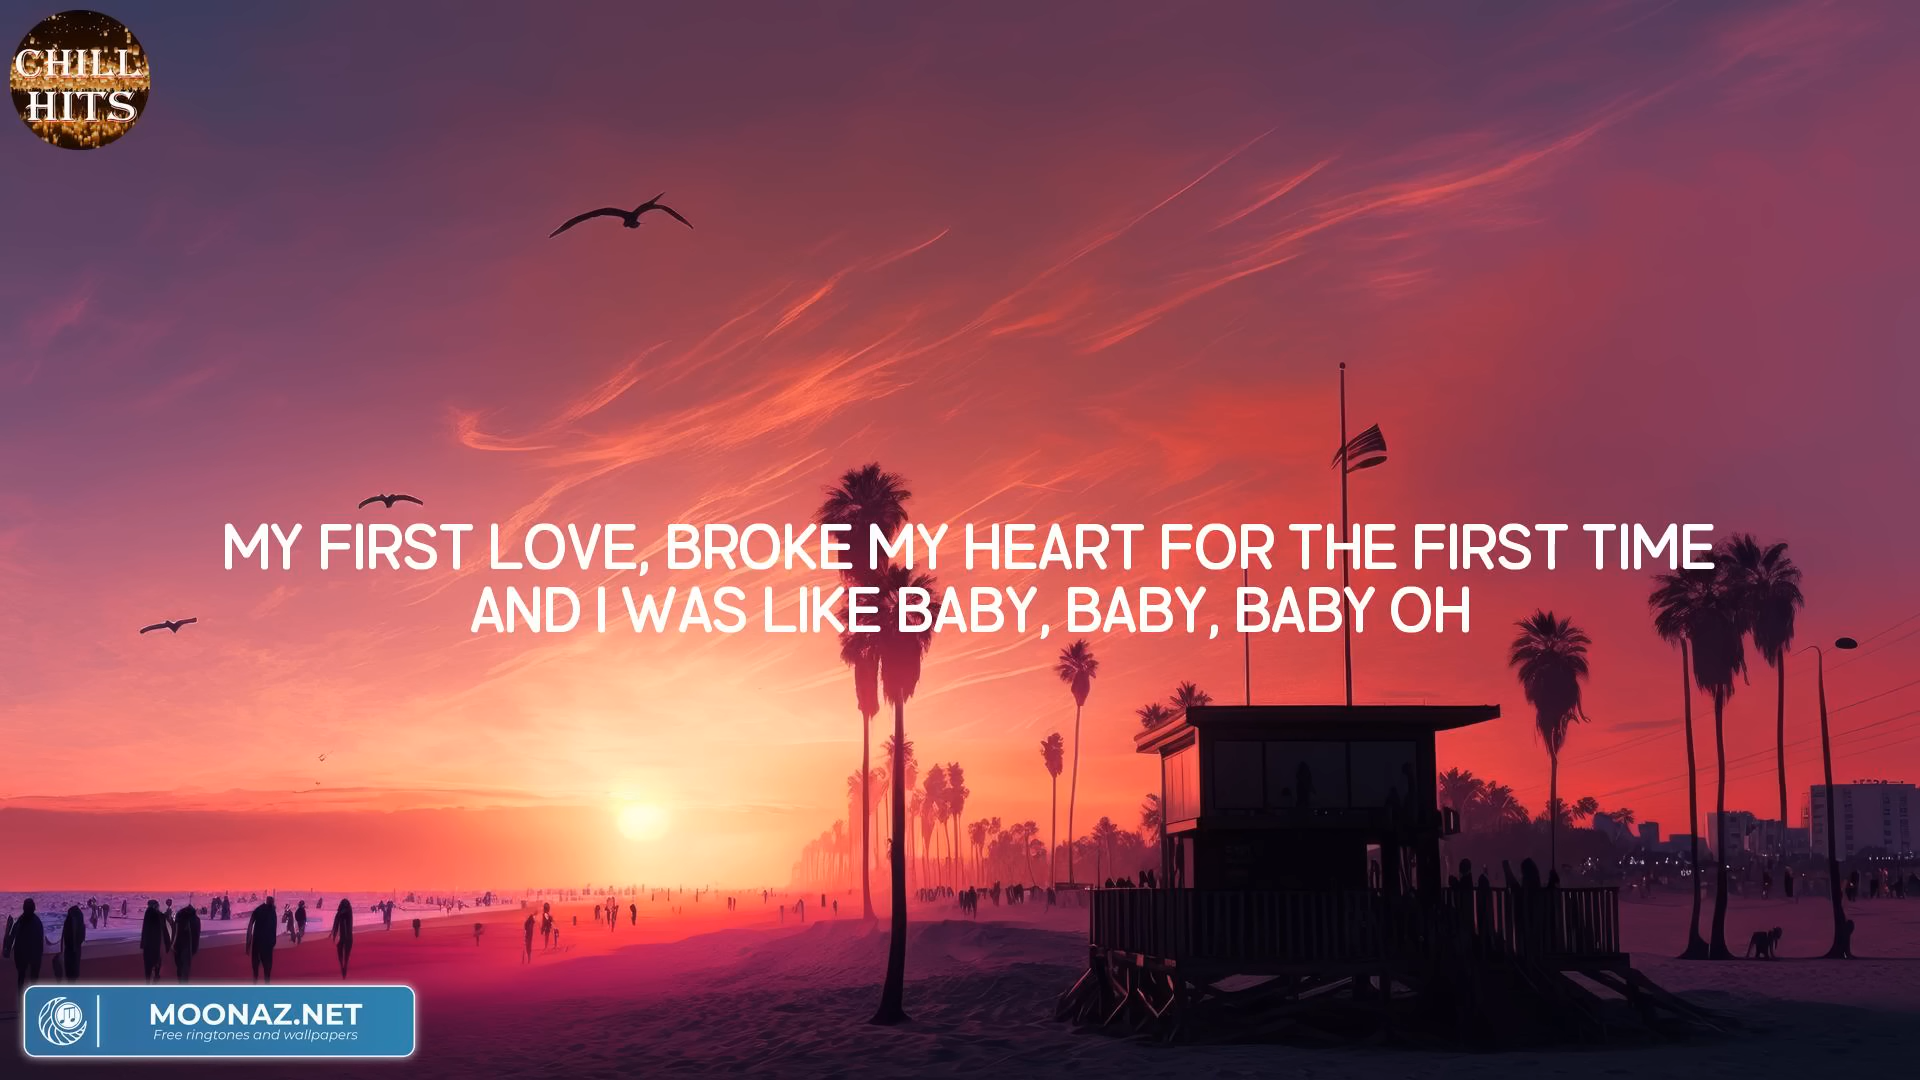 CHILL
HITS
MY FIRST LOVE, BROKE MY HEART FOR THE FIRST TIME
AND I WAS LIKE BABY, BABY, BABY OH
MOONAZ.NET
Free ringtones and wallpapers